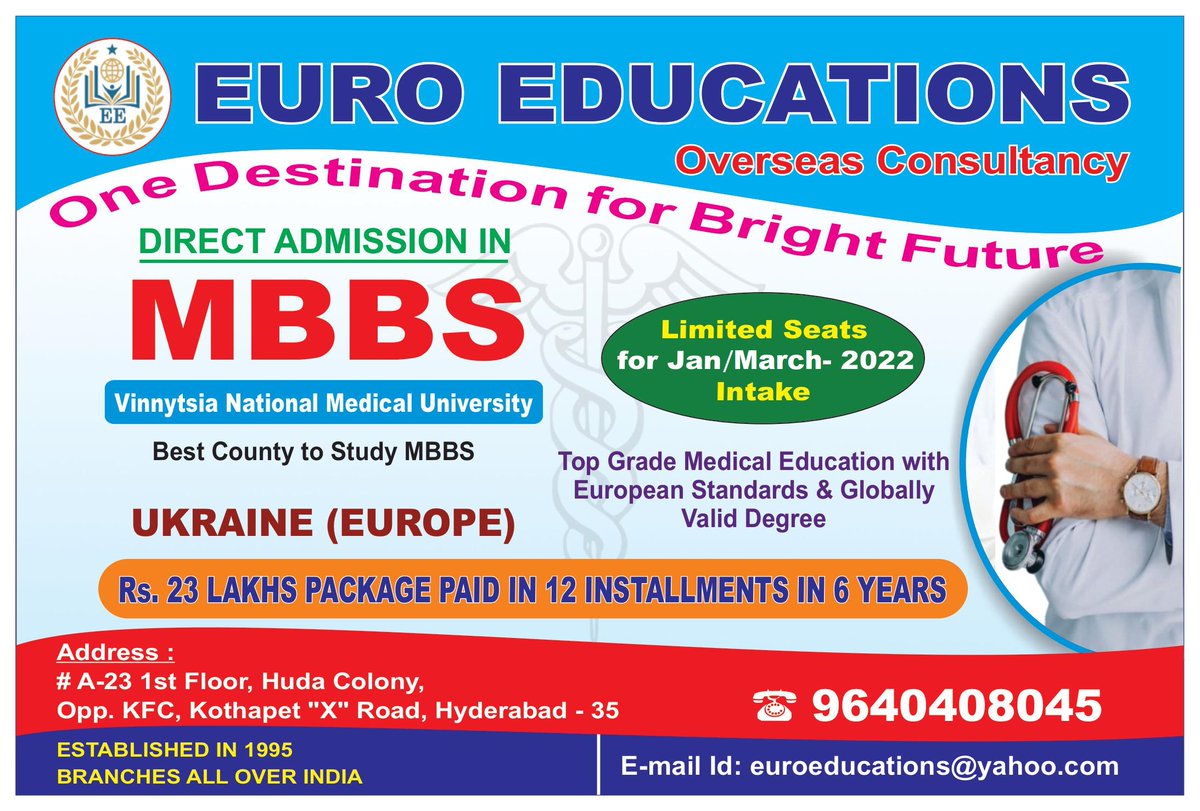 EE
EURO EDUCATIONS
Overseas Consultancy
One Destination for Bright Future
DIRECT ADMISSION IN
MBBS
Vinnytsia National Medical University
Best County to Study MBBS
UKRAINE (EUROPE)
Limited Seats
for Jan/March- 2022
Intake
Top Grade Medical Education with
European Standards & Globally
Valid Degree
Rs. 23 LAKHS PACKAGE PAID IN 12 INSTALLMENTS IN 6 YEARS
Address :
# A-23 1st Floor, Huda Colony,
Opp. KFC, Kothapet "X" Road, Hyderabad - 35
☎ 9640408045
ESTABLISHED IN 1995
BRANCHES ALL OVER INDIA
E-mail Id: euroeducations@yahoo.com